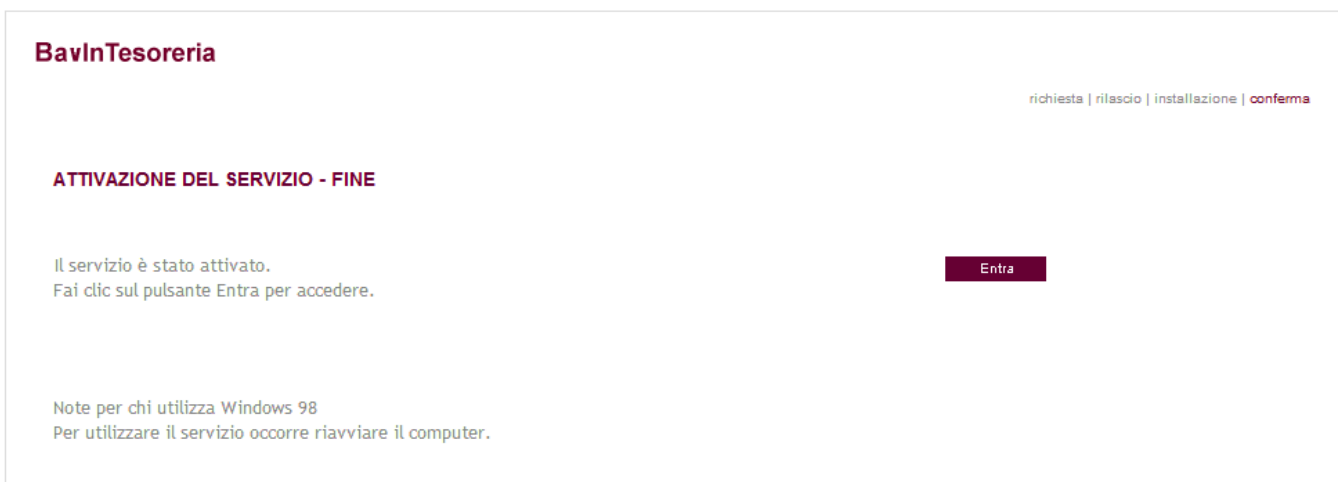 BavInTesoreria
richiesta | rilascio | installazione | conferma
ATTIVAZIONE DEL SERVIZIO - FINE
Il servizio è stato attivato.
Entra
Fai clic sul pulsante Entra per accedere.
Note per chi utilizza Windows 98
Per utilizzare il servizio occorre riavviare il computer.